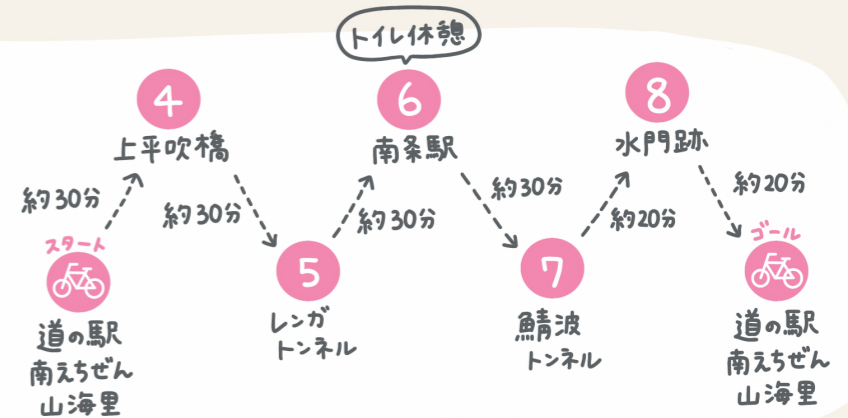 トイレ休憩
4
6
8
上平吹橋
南条駅
水門跡
約30分
約30分
約30分
約30分
約20分
約20分
スタート
ゴール
5
7
道の駅
南えちぜん
山海里
レンガ
トンネル
鯖波
トンネル
道の駅
南えちぜん
山海里